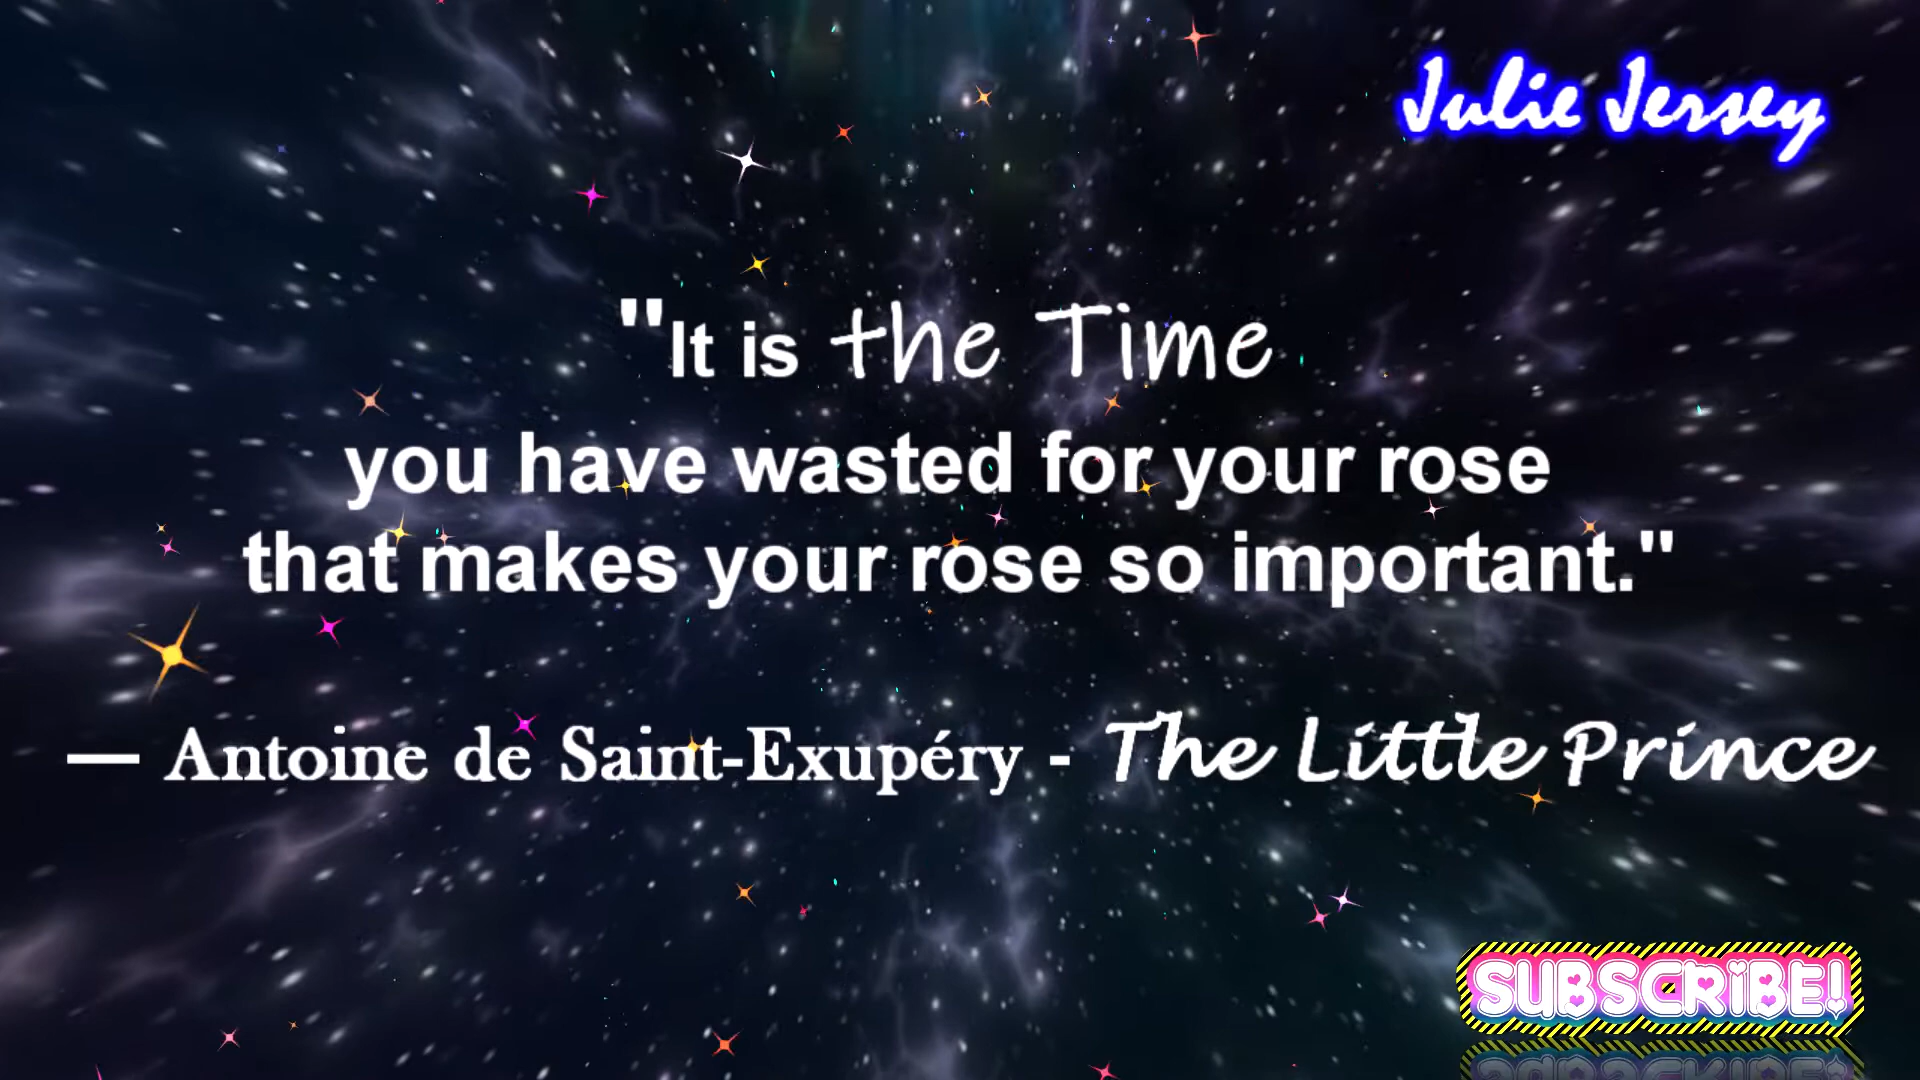 Julie Jersey
"It is the Time
you have wasted for your rose
that makes your rose so important."
— Antoine de Saint-Exupéry - The Little Prince
SUBSCRIBE!